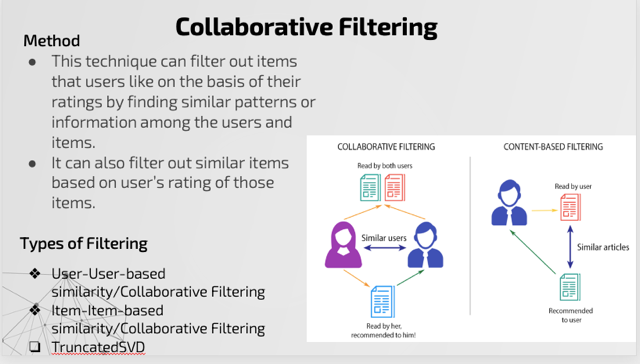 Collaborative Filtering
Method
● This technique can filter out items
that users like on the basis of their
ratings by finding similar patterns or
information among the users and
items.
● It can also filter out similar items
based on user's rating of those
items.
Types of Filtering
❖ User-User-based
similarity/Collaborative Filtering
❖ Item-Item-based
similarity/Collaborative Filtering
❏ TruncatedSVD
COLLABORATIVE FILTERING
Read by both users
Similar users
Read by her,
recommended to him!
CONTENT-BASED FILTERING
Read by user
Similar articles
Recommended
to user